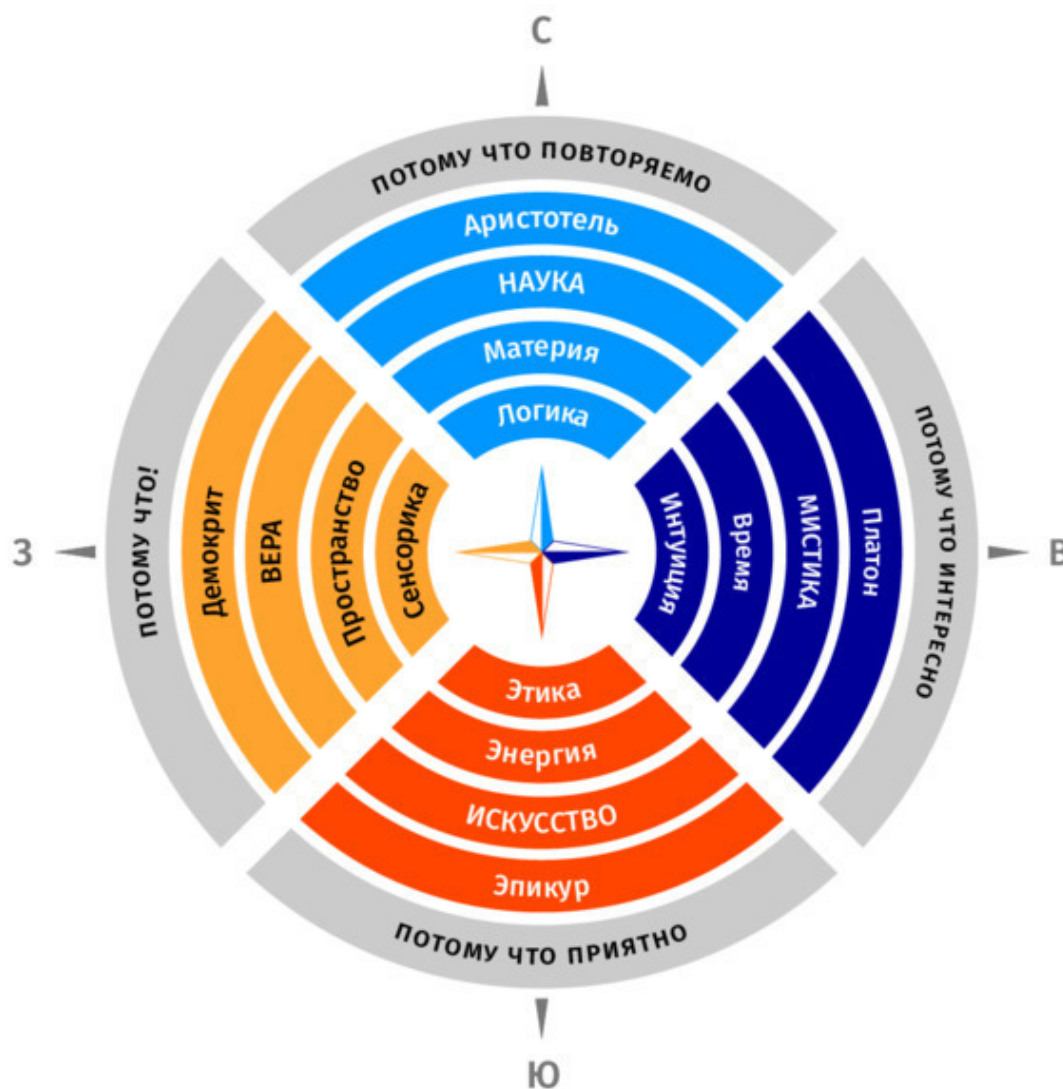 С
ПОТОМУ ЧТО ПОВТОРЯЕМО
Аристотель
НАУКА
Материя
Логика
З
ПОТОМУ ЧТО!
Демокрит
ВЕРА
Пространство
Сенсорика
Интуиция
Время
МИСТИКА
Платон
ПОТОМУ ЧТО ИНТЕРЕСНО
В
Этика
Энергия
ИСКУССТВО
Эпикур
ПОТОМУ ЧТО ПРИЯТНО
Ю